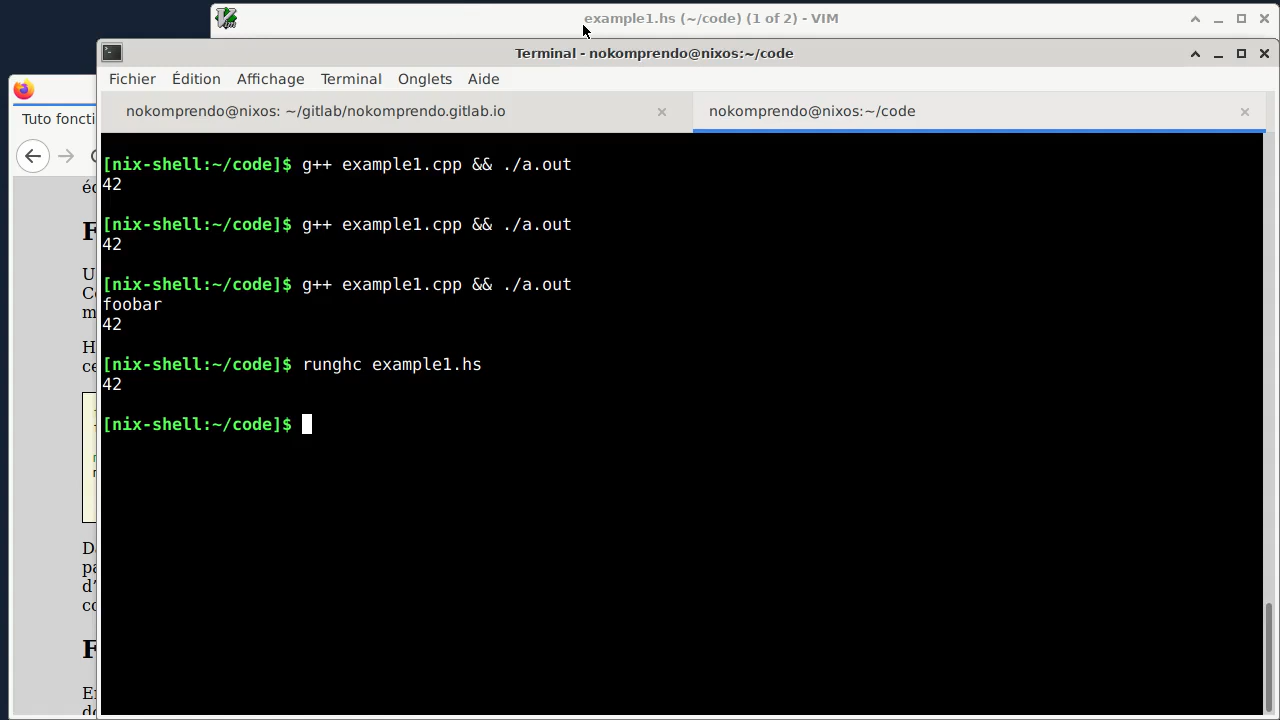 example1.hs (~/code) (1 of 2) - VIM
Terminal - nokomprendo@nixos:~/code
Fichier Édition Affichage Terminal Onglets Aide
nokomprendo@nixos: ~/gitlab/nokomprendo.gitlab.io
nokomprendo@nixos:~/code
Tuto foncti
[nix-shell:~/code]$ g++ example1.cpp && ./a.out
42
[nix-shell:~/code]$ g++ example1.cpp && ./a.out
42
[nix-shell:~/code]$ g++ example1.cpp && ./a.out
foobar
42
[nix-shell:~/code]$ runghc example1.hs
42
[nix-shell:~/code]$